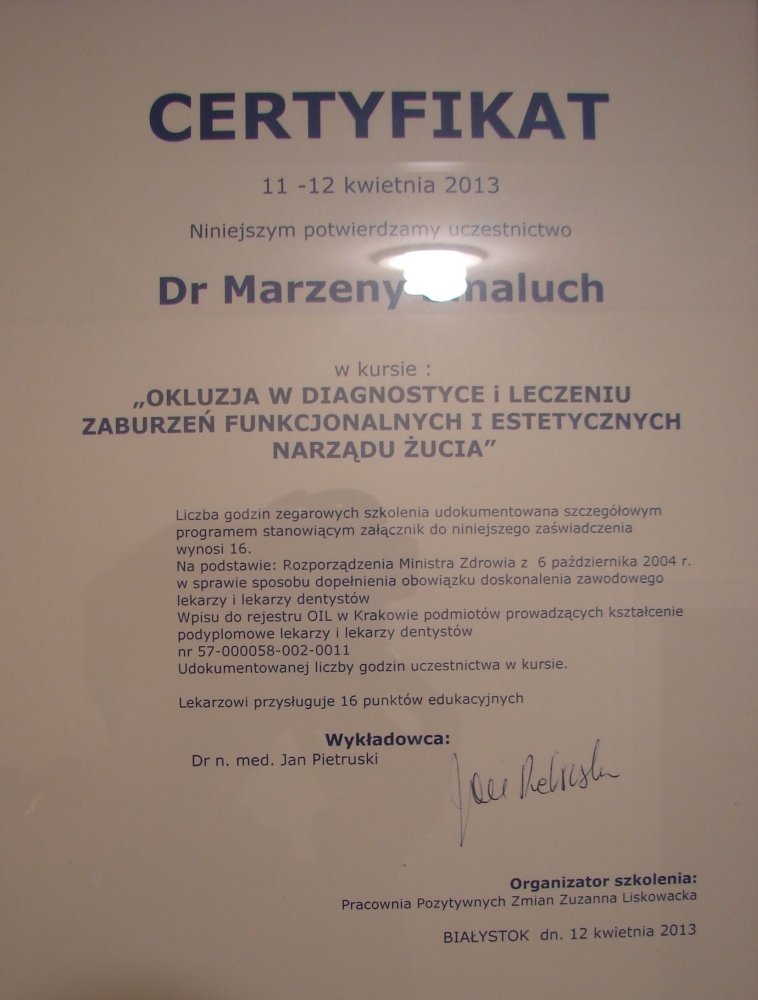 CERTYFIKAT
11 -12 kwietnia 2013
Niniejszym potwierdzamy uczestnictwo
Dr Marzeny
w kursie :
„OKLUZJA W DIAGNOSTYCE i LECZENIU
ZABURZEŃ FUNKCJONALNYCH I ESTETYCZNYCH
NARZĄDU ŻUCIA”
Liczba godzin zegarowych szkolenia udokumentowana szczegółowym
programem stanowiącym załącznik do niniejszego zaświadczenia
wynosi 16.
Na podstawie: Rozporządzenia Ministra Zdrowia z 6 października 2004 r.
w sprawie sposobu dopełnienia obowiązku doskonalenia zawodowego
lekarzy i lekarzy dentystów
Wpisu do rejestru OIL w Krakowie podmiotów prowadzących kształcenie
podyplomowe lekarzy i lekarzy dentystów
nr 57-000058-002-0011
Udokumentowanej liczby godzin uczestnictwa w kursie.
Lekarzowi przysługuje 16 punktów edukacyjnych
Wykładowca:
Dr n. med. Jan Pietruski
Jan Pietruski
Organizator szkolenia:
Pracownia Pozytywnych Zmian Zuzanna Liskowacka
BIAŁYSTOK dn. 12 kwietnia 2013